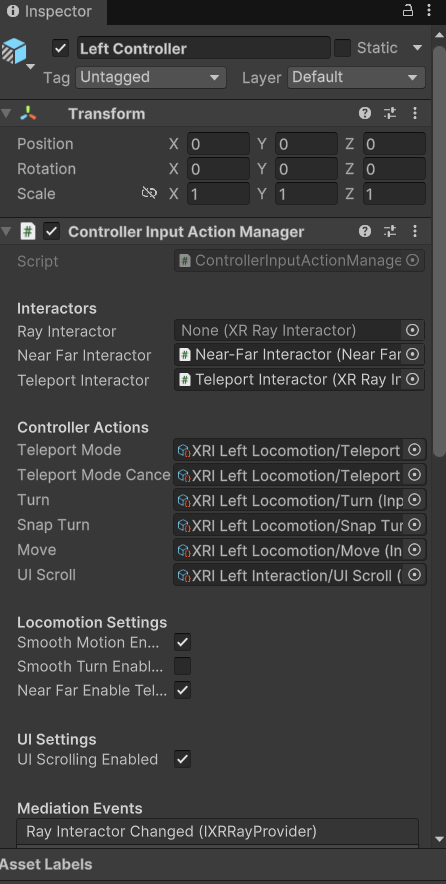 Inspector
Left Controller Static
Tag Untagged Layer Default
Transform
Position X 0 Y 0 Z 0
Rotation X 0 Y 0 Z 0
Scale X 1 Y 1 Z 1
# Controller Input Action Manager
Script # ControllerInputActionManage
Interactors
Ray Interactor None (XR Ray Interactor)
Near Far Interactor # Near-Far Interactor (Near Far
Teleport Interactor # Teleport Interactor (XR Ray In
Controller Actions
Teleport Mode XRI Left Locomotion/Teleport
Teleport Mode Cance XRI Left Locomotion/Teleport
Turn XRI Left Locomotion/Turn (Inp
Snap Turn XRI Left Locomotion/Snap Tur
Move XRI Left Locomotion/Move (In
UI Scroll XRI Left Interaction/UI Scroll (
Locomotion Settings
Smooth Motion En...
Smooth Turn Enabl...
Near Far Enable Tel...
UI Settings
UI Scrolling Enabled
Mediation Events
Ray Interactor Changed (IXRRayProvider)
Asset Labels